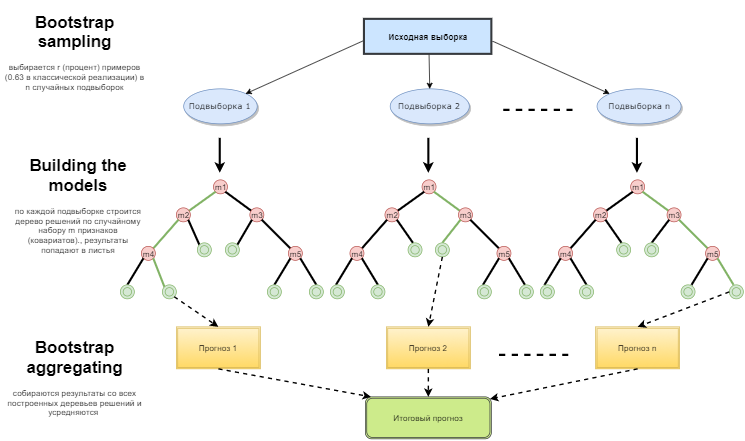 Bootstrap
sampling
выбирается r (процент) примеров
(0.63 в классической реализации) в
n случайных подвыборок
Исходная выборка
Подвыборка 1
Подвыборка 2
Подвыборка n
Building the
models
по каждой подвыборке строится
дерево решений по случайному
набору m признаков
(ковариатов)., результаты
попадают в листья
m1
m2
m3
m4
m5
m1
m2
m3
m4
m5
m1
m2
m3
m4
m5
Bootstrap
aggregating
собираются результаты со всех
построенных деревьев решений и
усредняются
Прогноз 1
Прогноз 2
Прогноз n
Итоговый прогноз